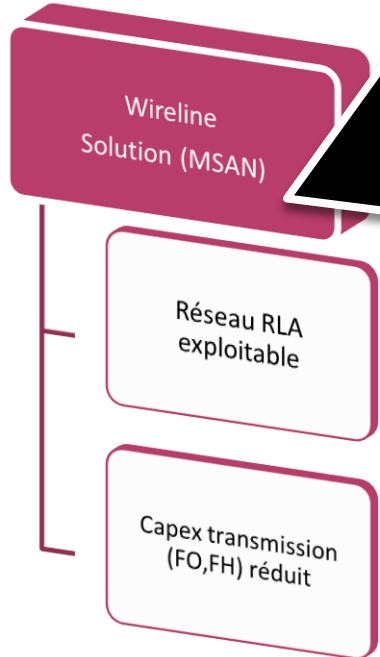 Wireline
Solution (MSAN)
Réseau RLA
exploitable
Capex transmission
(FO,FH) réduit